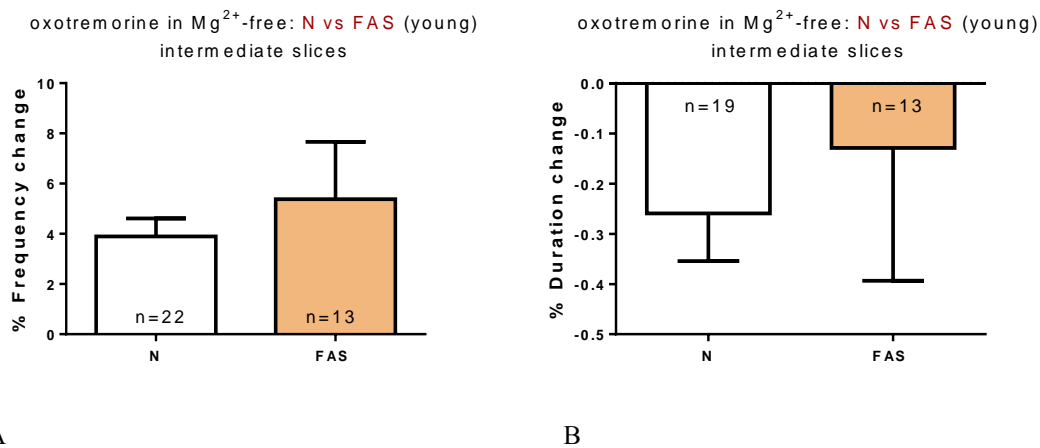 oxotremorine in Mg2+-free: N vs FAS (young)
intermediate slices
% Frequency change
10
8
6
4
2
0
n=22
n=13
N
FAS
A
oxotremorine in Mg2+-free: N vs FAS (young)
intermediate slices
% Duration change
0.0
-0.1
-0.2
-0.3
-0.4
-0.5
n=19
n=13
N
FAS
B